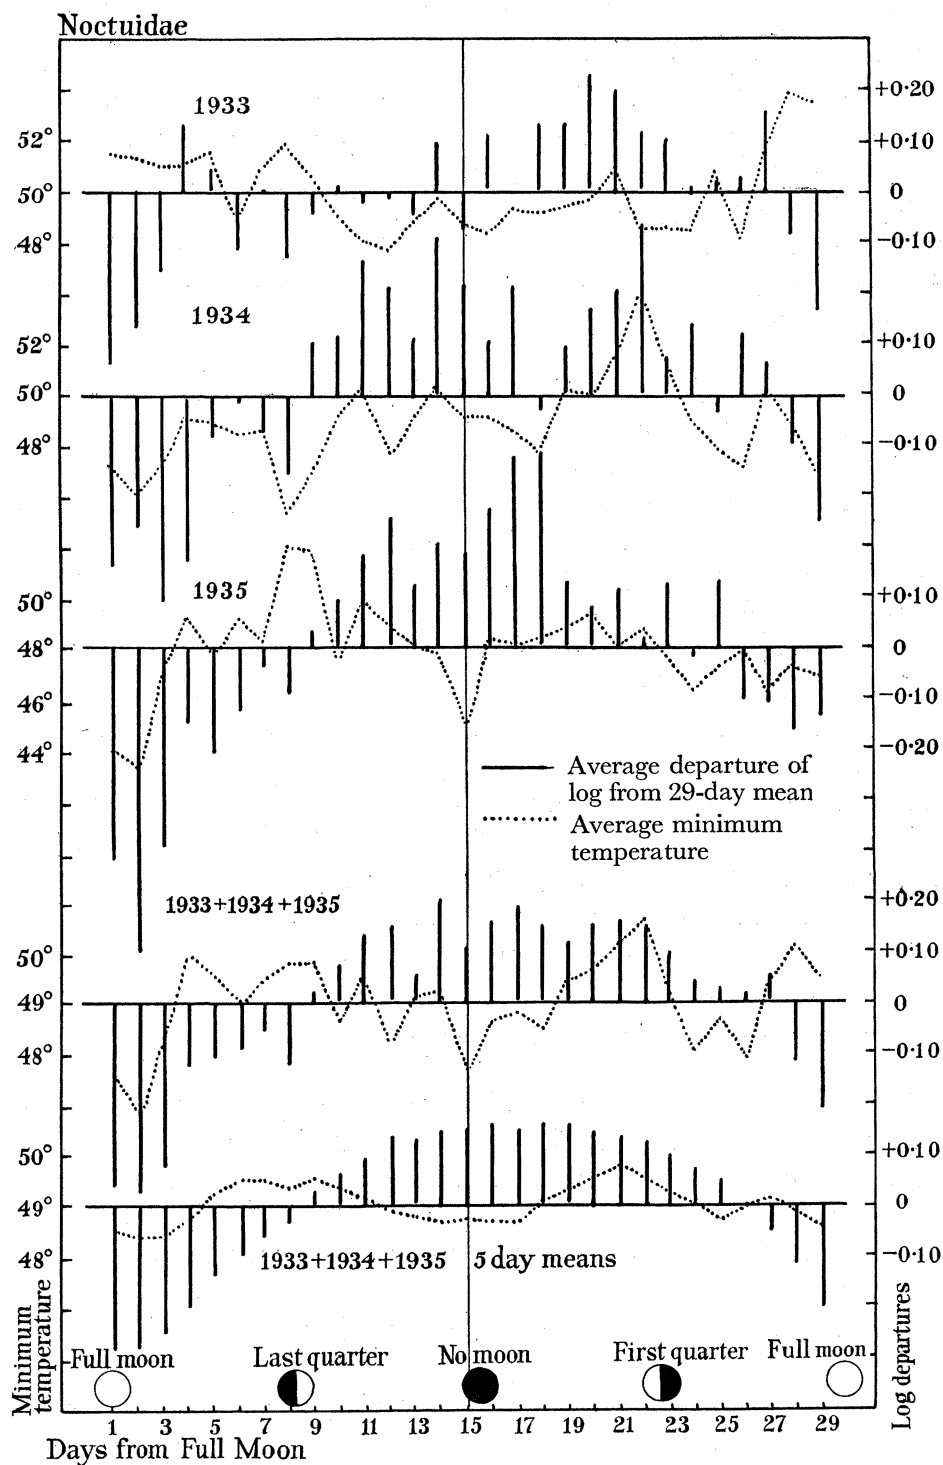 Noctuidae
1933
+0·20
52° +0·10
50° 0
48° -0·10
1934
52° +0·10
50° 0
48° -0·10
1935
50° +0·10
48° 0
46° -0·10
44° -0·20
Average departure of
log from 29-day mean
Average minimum
temperature
1933+1934+1935
+0·20
50° +0·10
49° 0
48° -0·10
50° +0·10
49° 0
48° -0·10
1933+1934+1935 5 day means
Minimum
temperature
Log departures
Full moon Last quarter No moon First quarter Full moon
1 3 5 7 9 11 13 15 17 19 21 23 25 27 29
Days from Full Moon